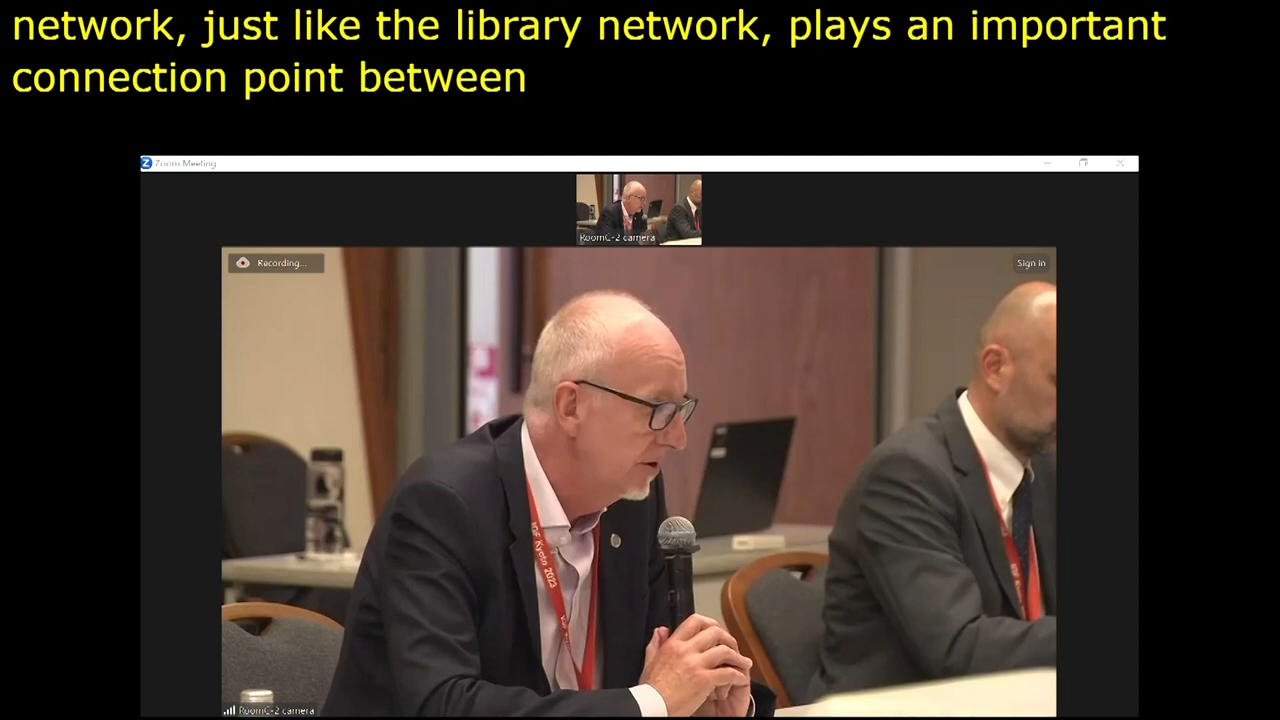 network, just like the library network, plays an important
connection point between
Zoom Meeting
RoomC-2 camera
Recording...
Sign in
IGF Kyoto 2023
RoomC-2 camera